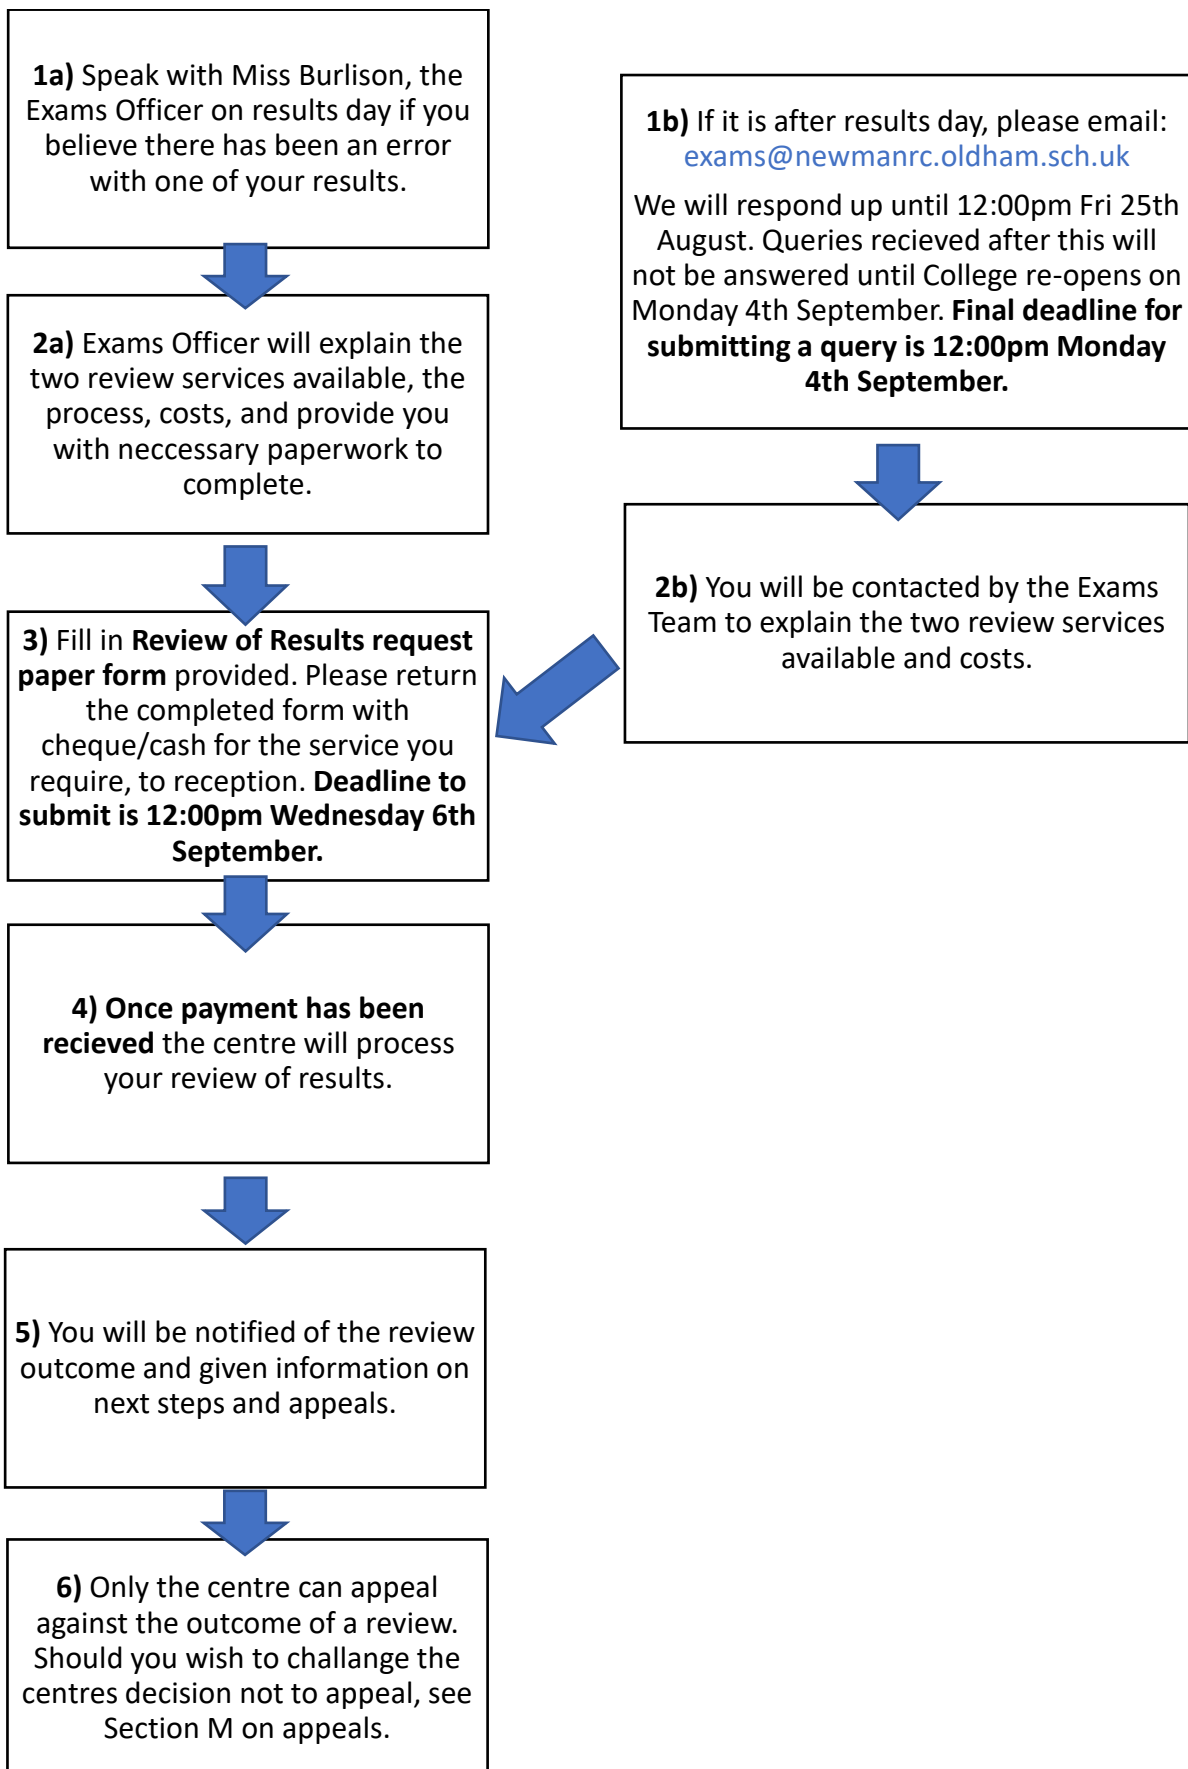 1a) Speak with Miss Burlison, the
Exams Officer on results day if you
believe there has been an error
with one of your results.
1b) If it is after results day, please email:
exams@newmanrc.oldham.sch.uk
We will respond up until 12:00pm Fri 25th
August. Queries recieved after this will
not be answered until College re-opens on
Monday 4th September. Final deadline for
submitting a query is 12:00pm Monday
4th September.
2a) Exams Officer will explain the
two review services available, the
process, costs, and provide you
with neccessary paperwork to
complete.
2b) You will be contacted by the Exams
Team to explain the two review services
available and costs.
3) Fill in Review of Results request
paper form provided. Please return
the completed form with
cheque/cash for the service you
require, to reception. Deadline to
submit is 12:00pm Wednesday 6th
September.
4) Once payment has been
recieved the centre will process
your review of results.
5) You will be notified of the review
outcome and given information on
next steps and appeals.
6) Only the centre can appeal
against the outcome of a review.
Should you wish to challange the
centres decision not to appeal, see
Section M on appeals.